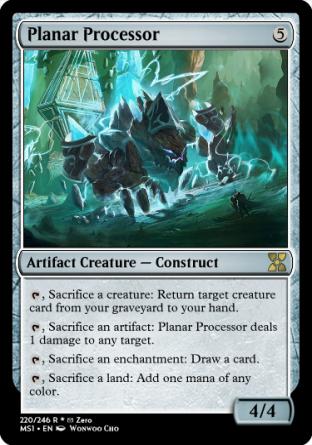 Planar Processor 5
Artifact Creature — Construct
, Sacrifice a creature: Return target creature
card from your graveyard to your hand.
, Sacrifice an artifact: Planar Processor deals
1 damage to any target.
, Sacrifice an enchantment: Draw a card.
, Sacrifice a land: Add one mana of any
color.
220/246 R * Zero
MSI • EN Wonwoo Cho
4/4